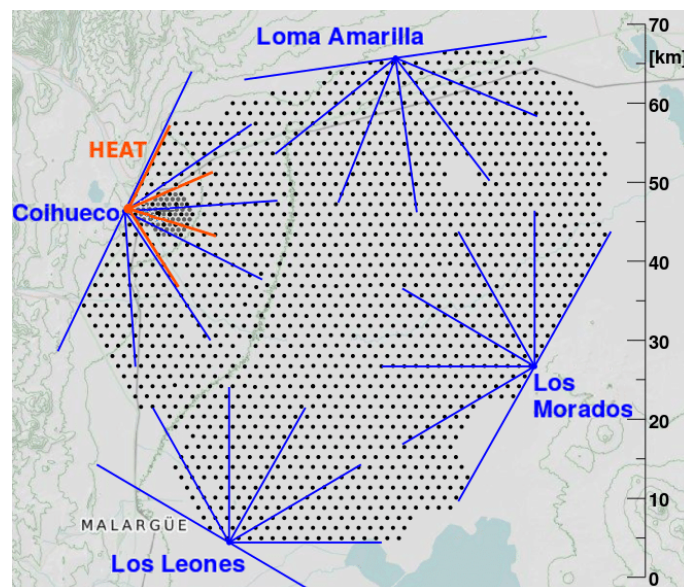 70
Loma Amarilla
[km]
60
HEAT
50
Coihueco
40
30
Los
Morados
20
10
MALARGÜE
Los Leones
0